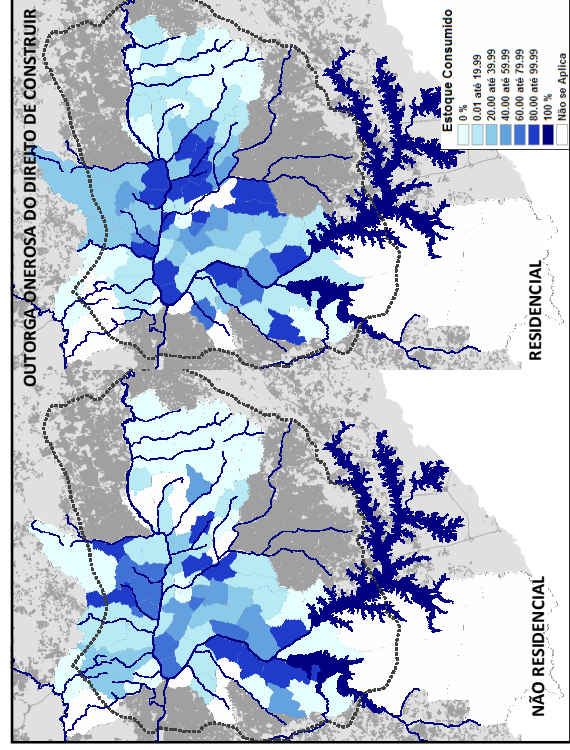 OUTORGA ONEROSA DO DIREITO DE CONSTRUIR
NÃO RESIDENCIAL
RESIDENCIAL
Estoque Consumido
0 %
0.01 até 19.99
20.00 até 39.99
40.00 até 59.99
60.00 até 79.99
80.00 até 99.99
100 %
Não se Aplica